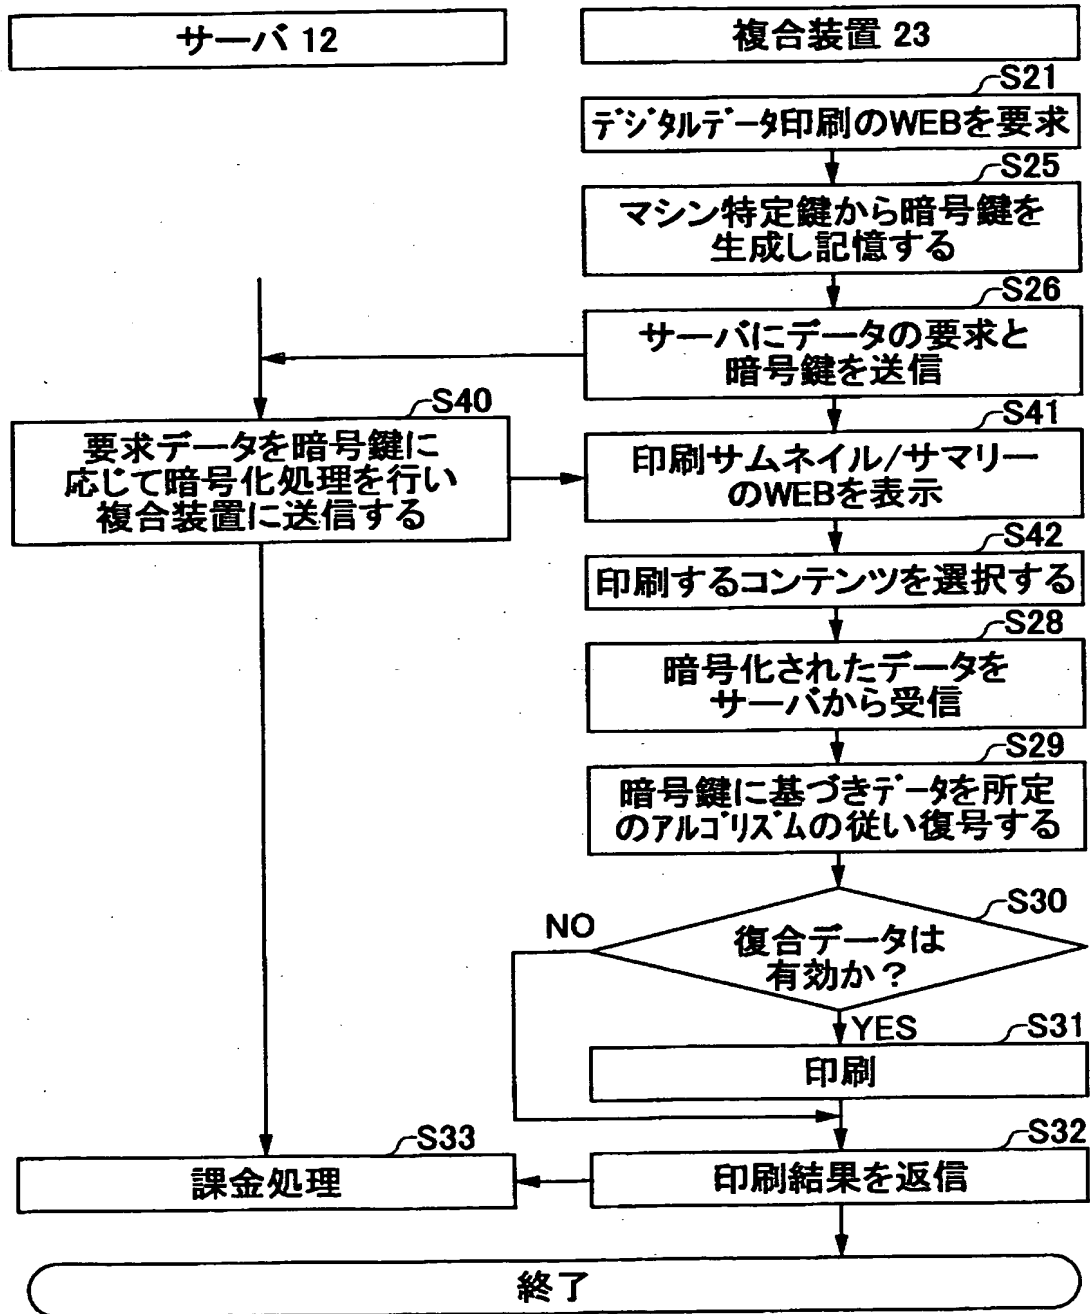 サーバ 12
複合装置 23
S21
デジタルデータ印刷のWEBを要求
S25
マシン特定鍵から暗号鍵を
生成し記憶する
S26
サーバにデータの要求と
暗号鍵を送信
S40
要求データを暗号鍵に
応じて暗号化処理を行い
複合装置に送信する
S41
印刷サムネイル/サマリー
のWEBを表示
S42
印刷するコンテンツを選択する
S28
暗号化されたデータを
サーバから受信
S29
暗号鍵に基づきデータを所定
のアルゴリズムの従い復号する
S30
NO
復合データは
有効か？
YES
S31
印刷
S33
課金処理
S32
印刷結果を返信
終了